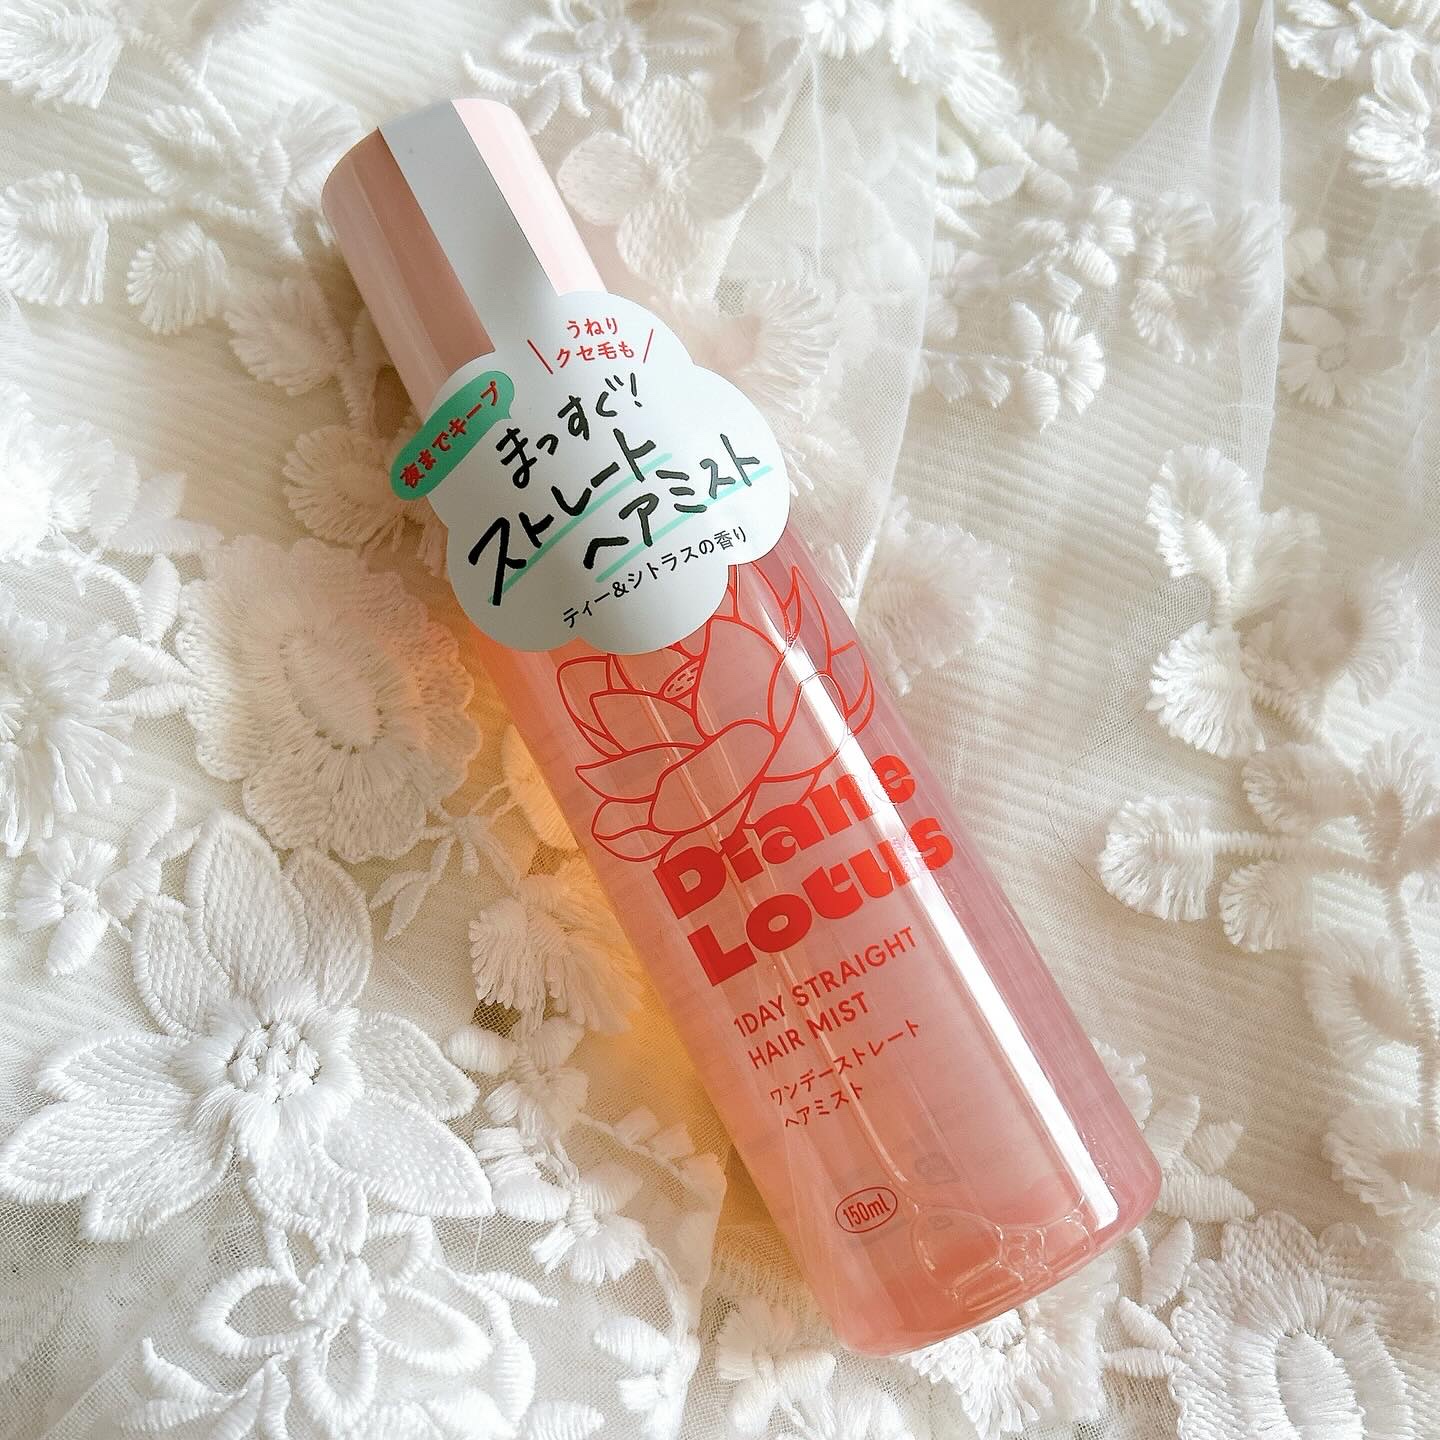 うねり
クセ毛も
夜までキープ
まっすぐ!
ストレート
ヘアミスト
ティー&シトラスの香り
Diane
Lotus
1DAY STRAIGHT
HAIR MIST
ワンデーストレート
ヘアミスト
150ml